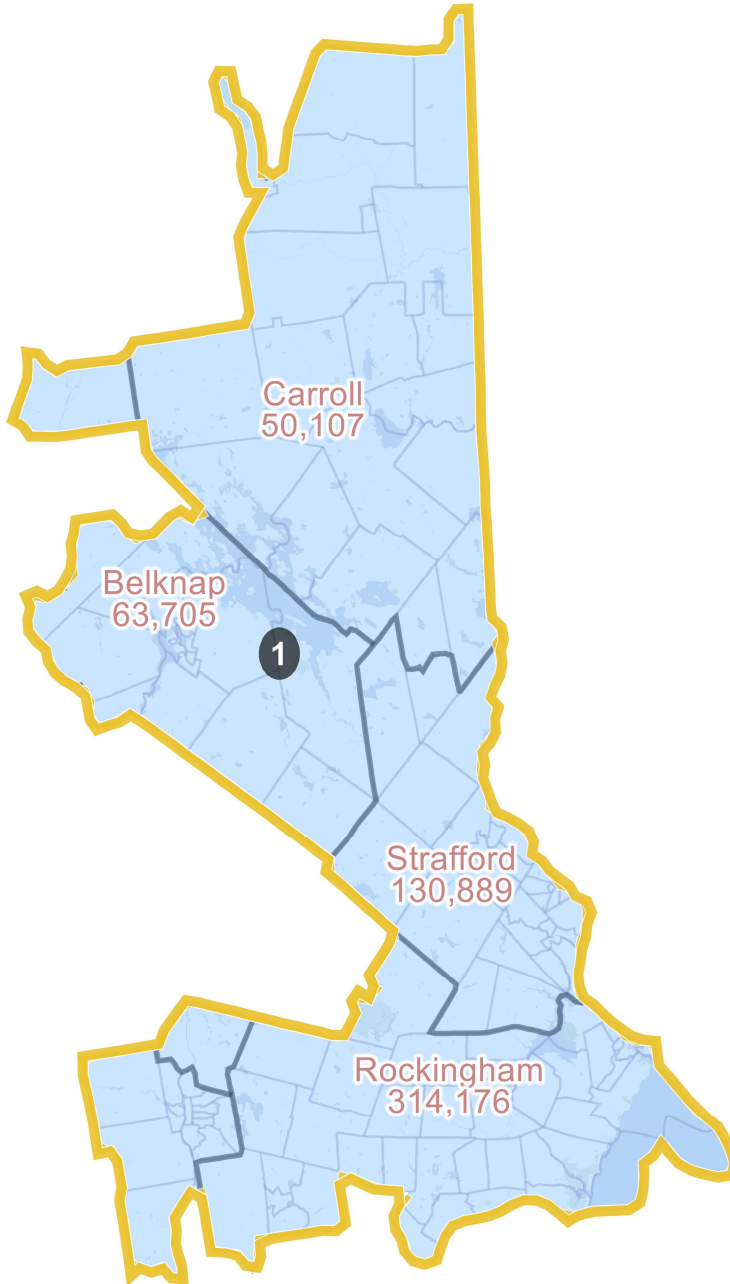 Carroll
50,107
Belknap
63,705
1
Strafford
130,889
Rockingham
314,176